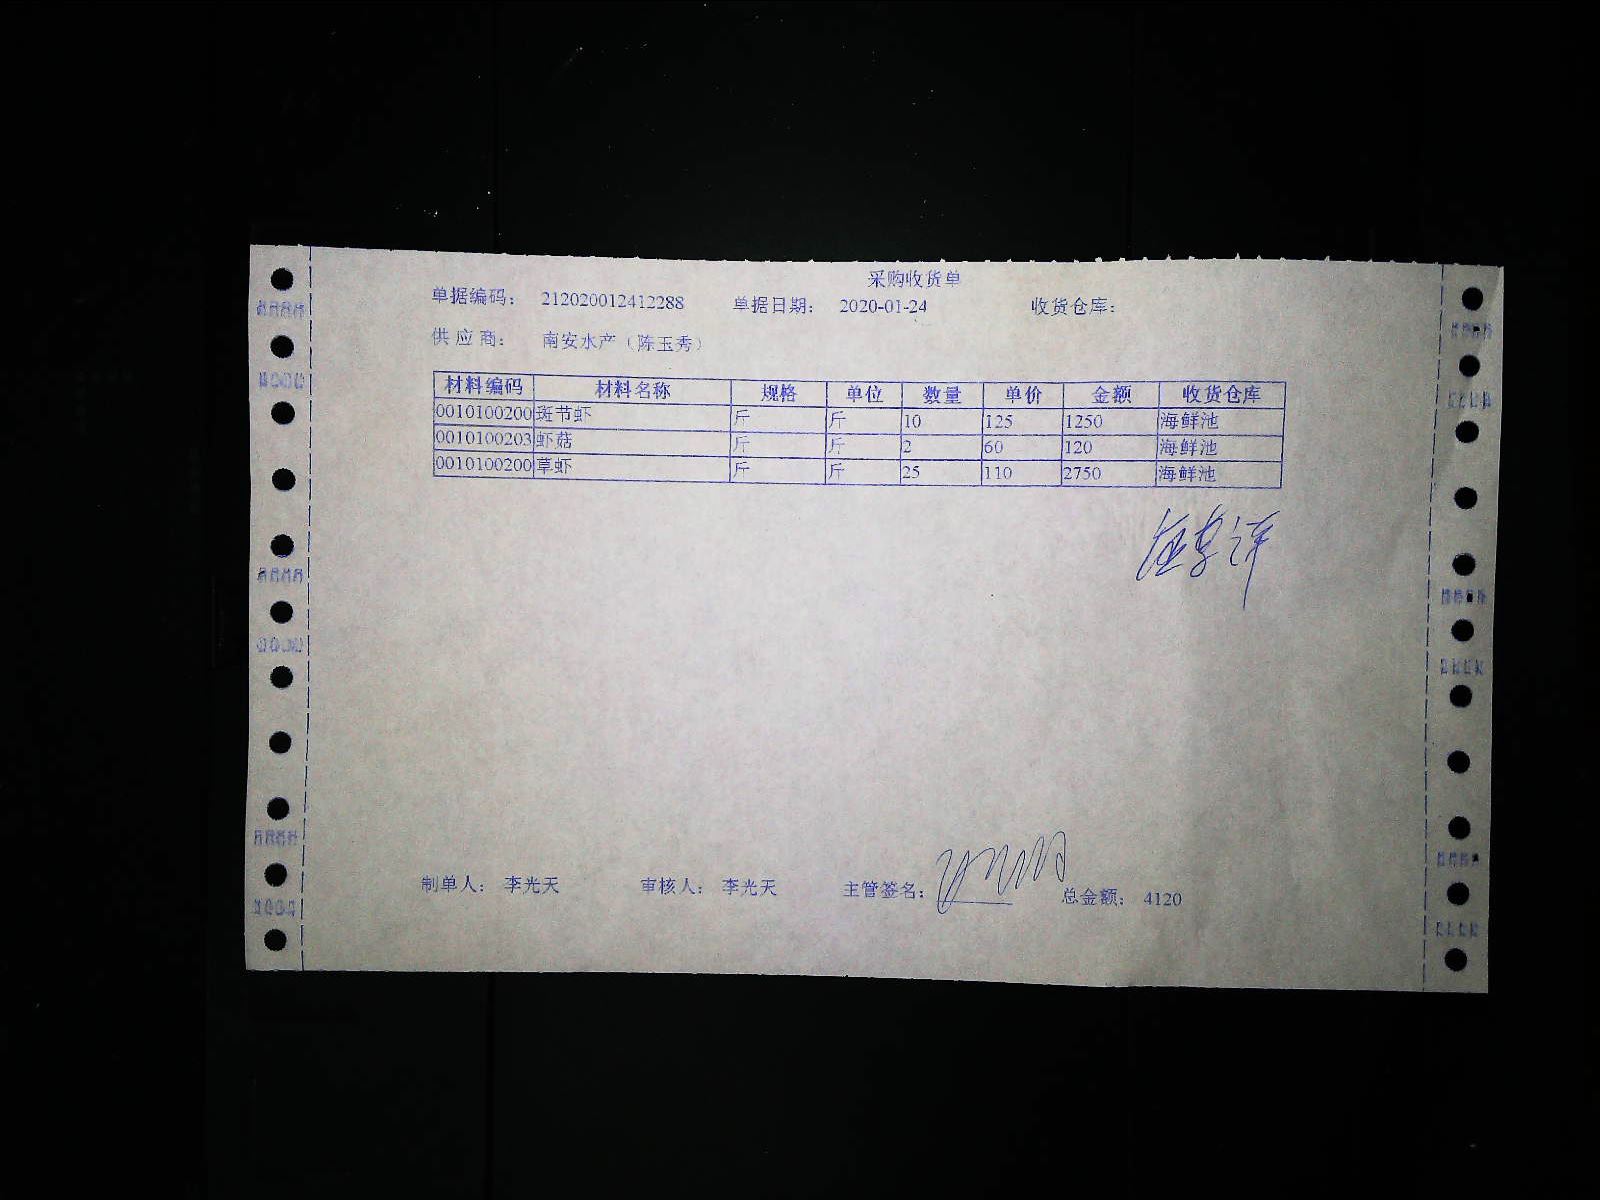 采购收货单
单据编码: 212020012412288 单据日期: 2020-01-24 收货仓库:
供应商: 南安水产（陈玉秀）
材料编码 材料名称 规格 单位 数量 单价 金额 收货仓库
0010100200 斑节虾 斤 斤 10 125 1250 海鲜池
0010100203 虾菇 斤 斤 2 60 120 海鲜池
0010100200 草虾 斤 斤 25 110 2750 海鲜池
制单人: 李光天 审核人: 李光天 主管签名: 总金额: 4120